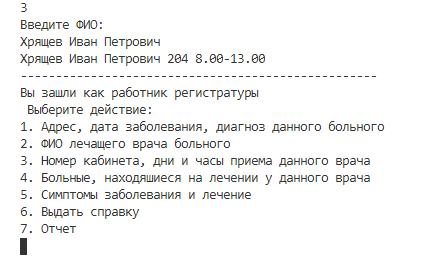 3
Введите ФИО:
Хрящев Иван Петрович
Хрящев Иван Петрович 204 8.00-13.00
---------------------------------------------------
Вы зашли как работник регистратуры
Выберите действие:
1. Адрес, дата заболевания, диагноз данного больного
2. ФИО лечащего врача больного
3. Номер кабинета, дни и часы приема данного врача
4. Больные, находяшиеся на лечении у данного врача
5. Симптомы заболевания и лечение
6. Выдать справку
7. Отчет